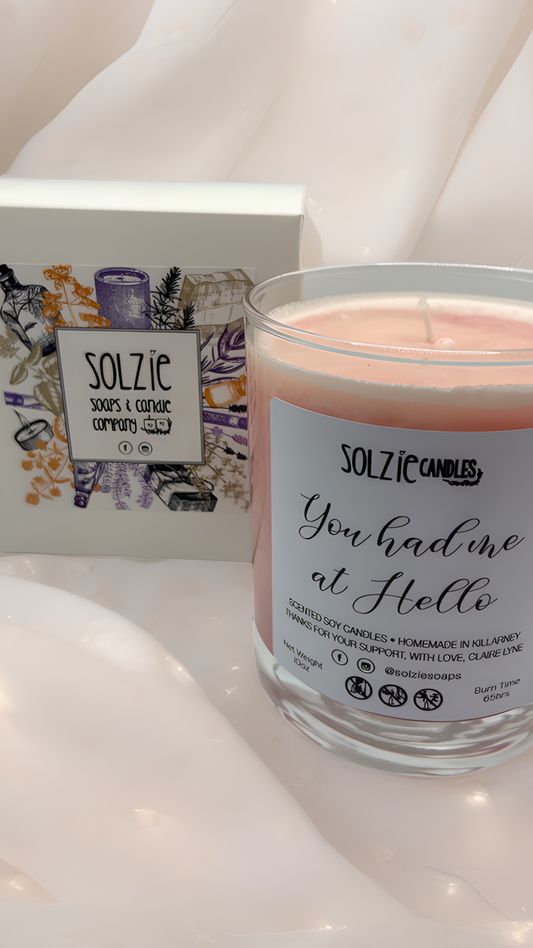 SOLZIE
SOAPS & CANDLE
COMPANY
SOLZIE CANDLES
You had me
at Hello
SCENTED SOY CANDLES • HOMEMADE IN KILLARNEY
THANKS FOR YOUR SUPPORT, WITH LOVE, CLAIRE LYNE
@solziesoaps
Net Weight
10oz
Burn Time
65hrs